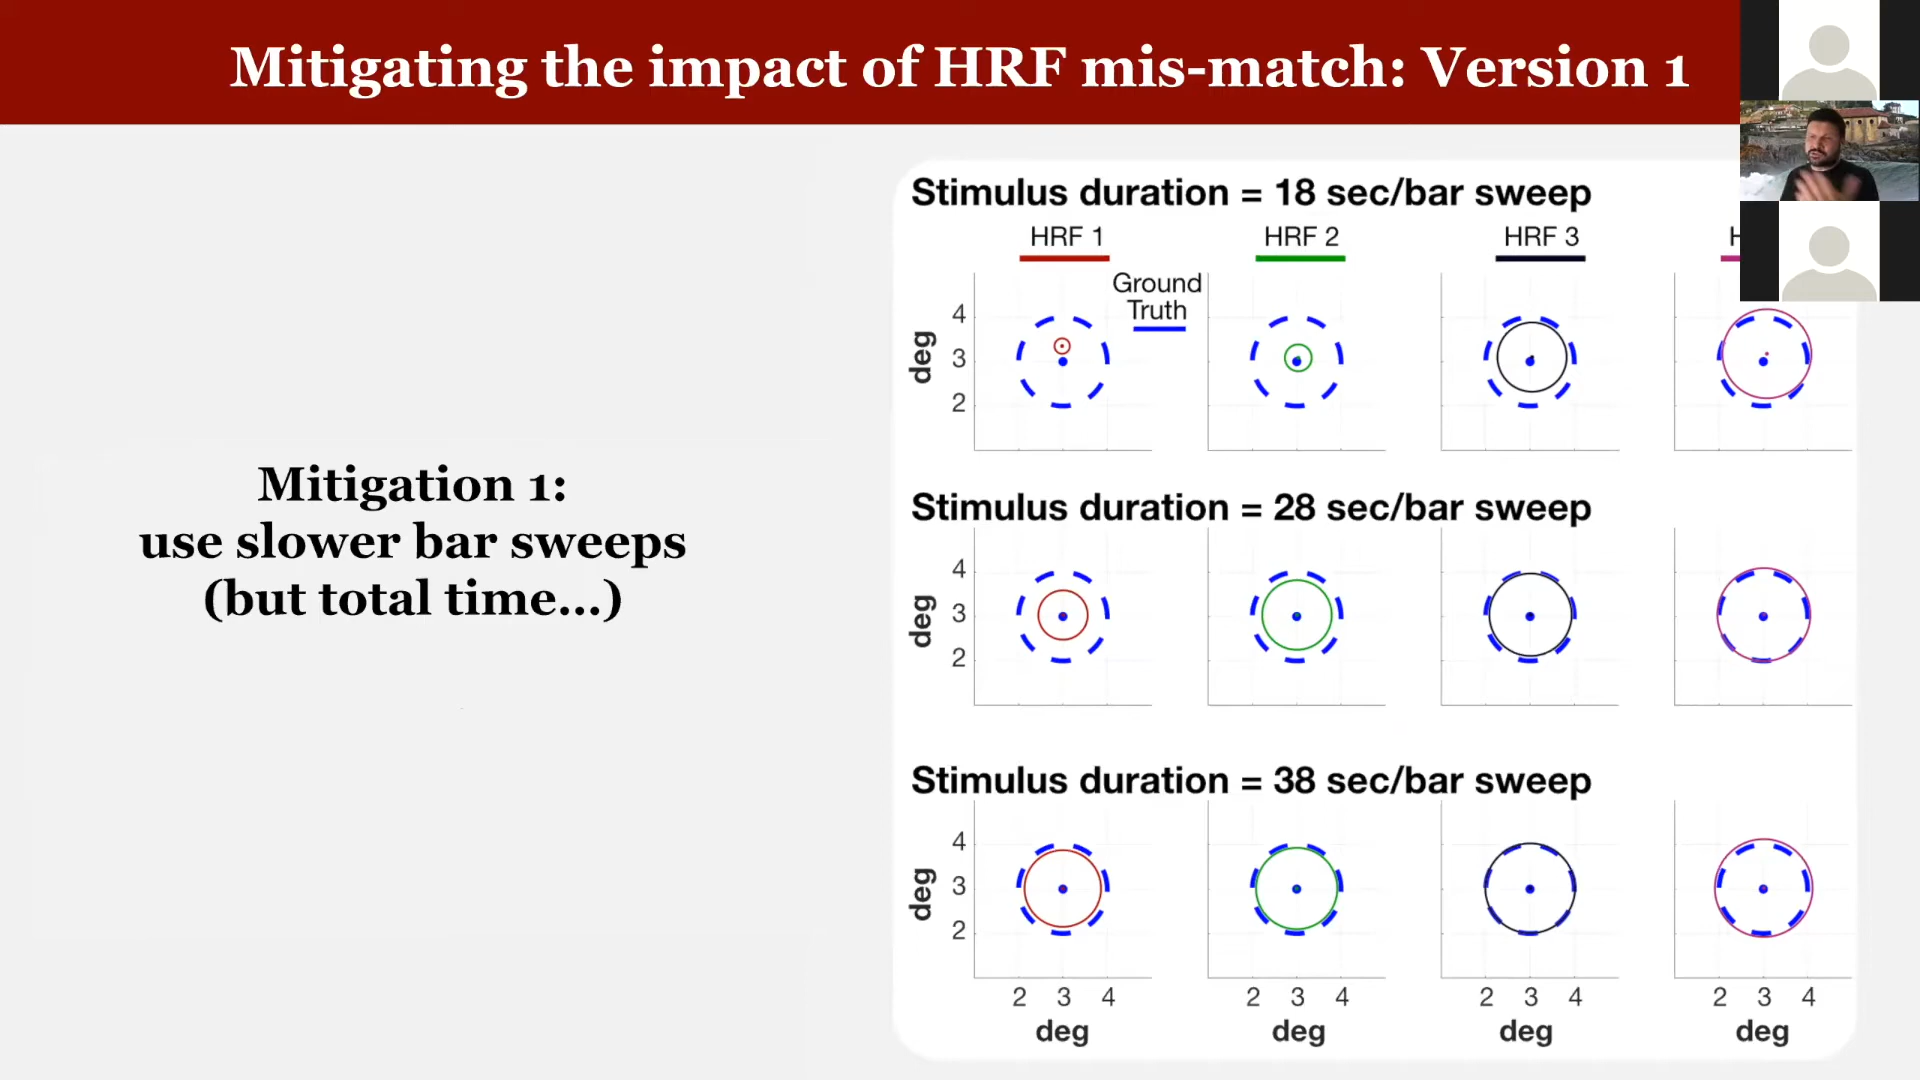 Mitigating the impact of HRF mis-match: Version 1
Mitigation 1:
use slower bar sweeps
(but total time...)
Stimulus duration = 18 sec/bar sweep
HRF 1
HRF 2
HRF 3
Ground
Truth
4
3
2
deg
Stimulus duration = 28 sec/bar sweep
4
3
2
deg
Stimulus duration = 38 sec/bar sweep
4
3
2
deg
2 3 4
2 3 4
2 3 4
2 3 4
deg
deg
deg
deg